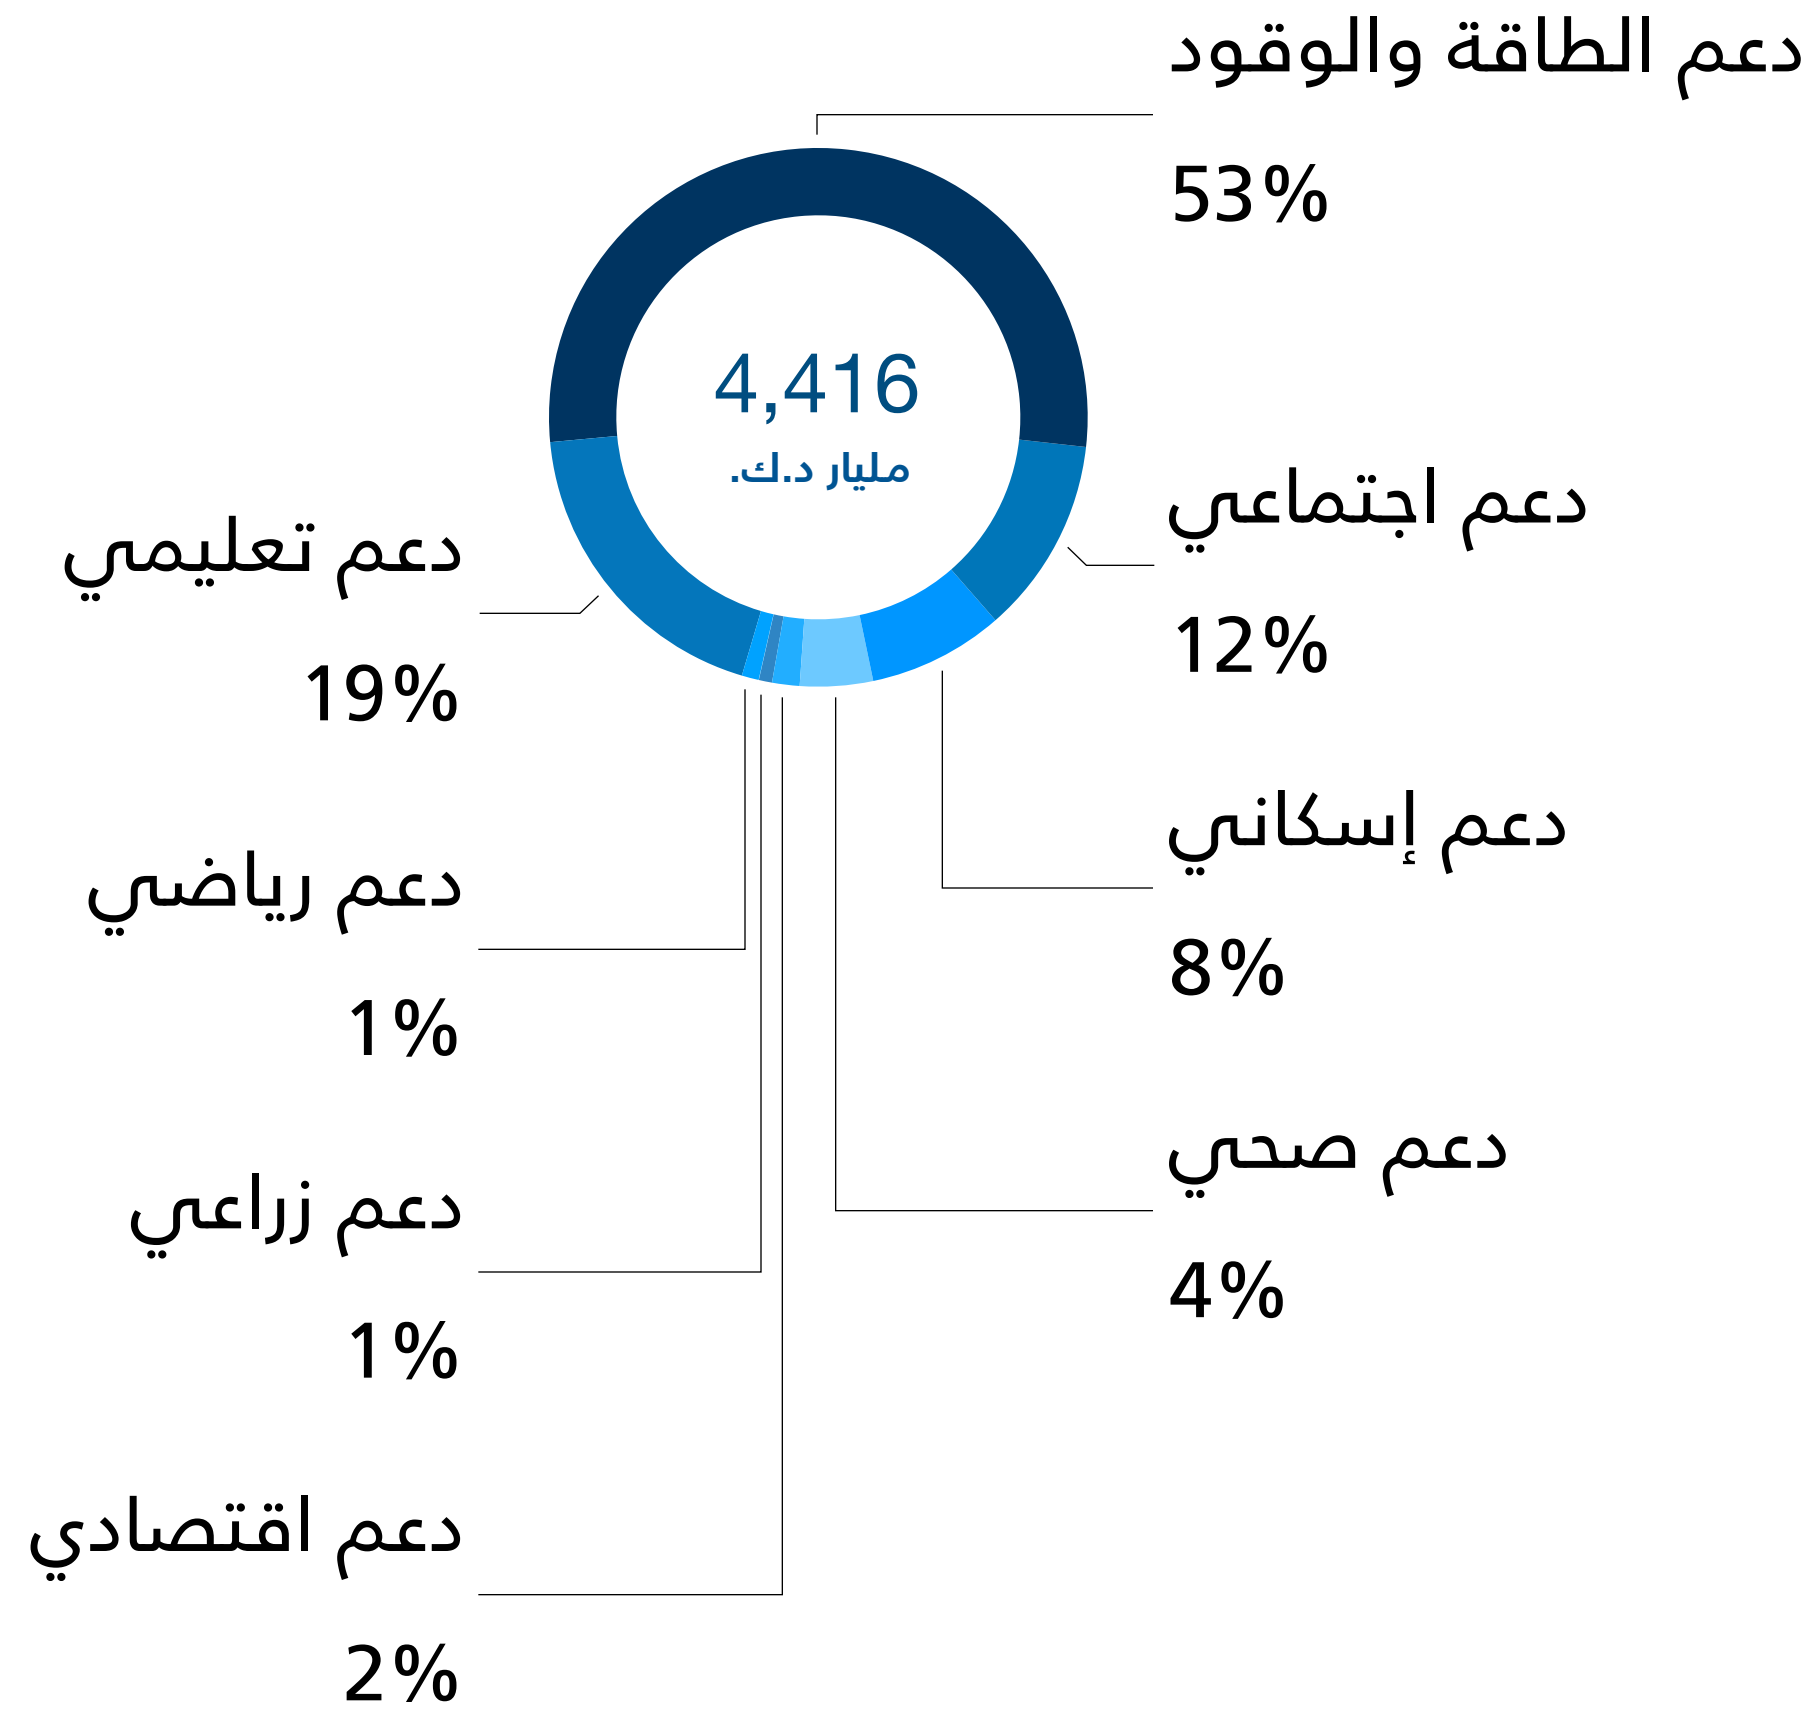 دعم الطاقة والوقود
53%
4,416
مليار د.ك.
دعم اجتماعي
12%
دعم إسكاني
8%
دعم صحي
4%
دعم تعليمي
19%
دعم رياضي
1%
دعم زراعي
1%
دعم اقتصادي
2%